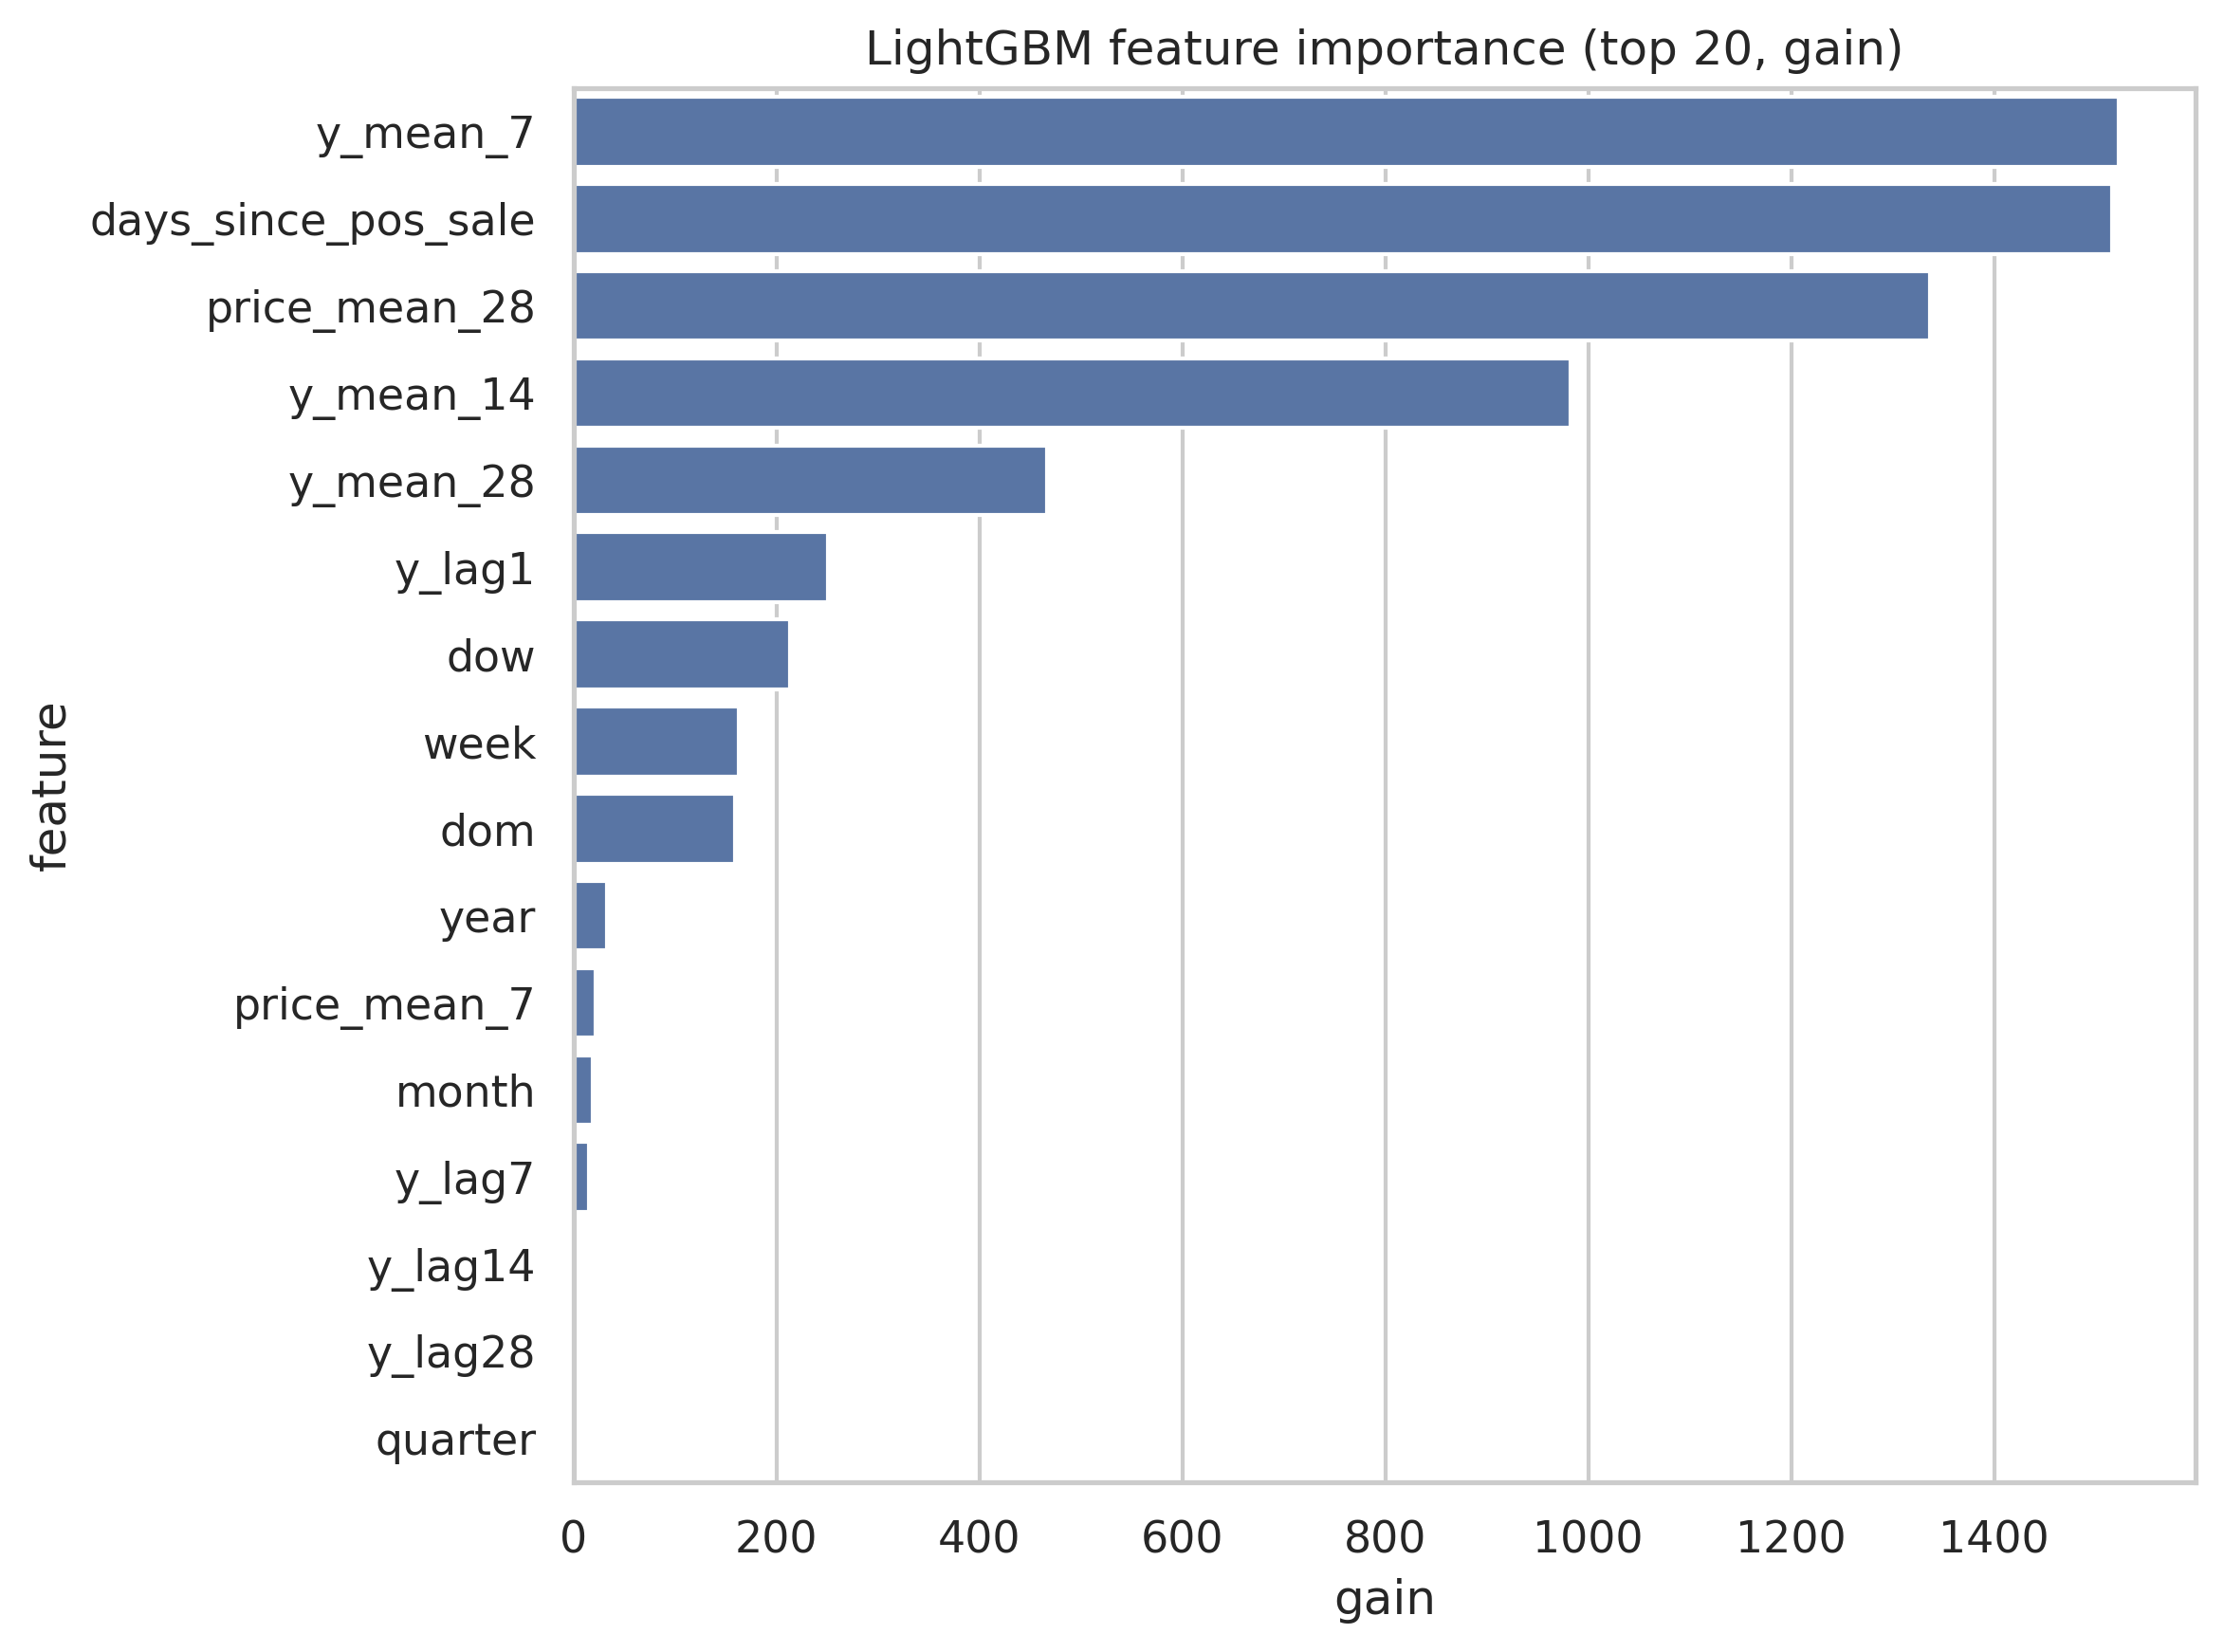 LightGBM feature importance (top 20, gain)
y_mean_7
days_since_pos_sale
price_mean_28
y_mean_14
y_mean_28
y_lag1
dow
week
dom
year
price_mean_7
month
y_lag7
y_lag14
y_lag28
quarter
feature
0 200 400 600 800 1000 1200 1400
gain